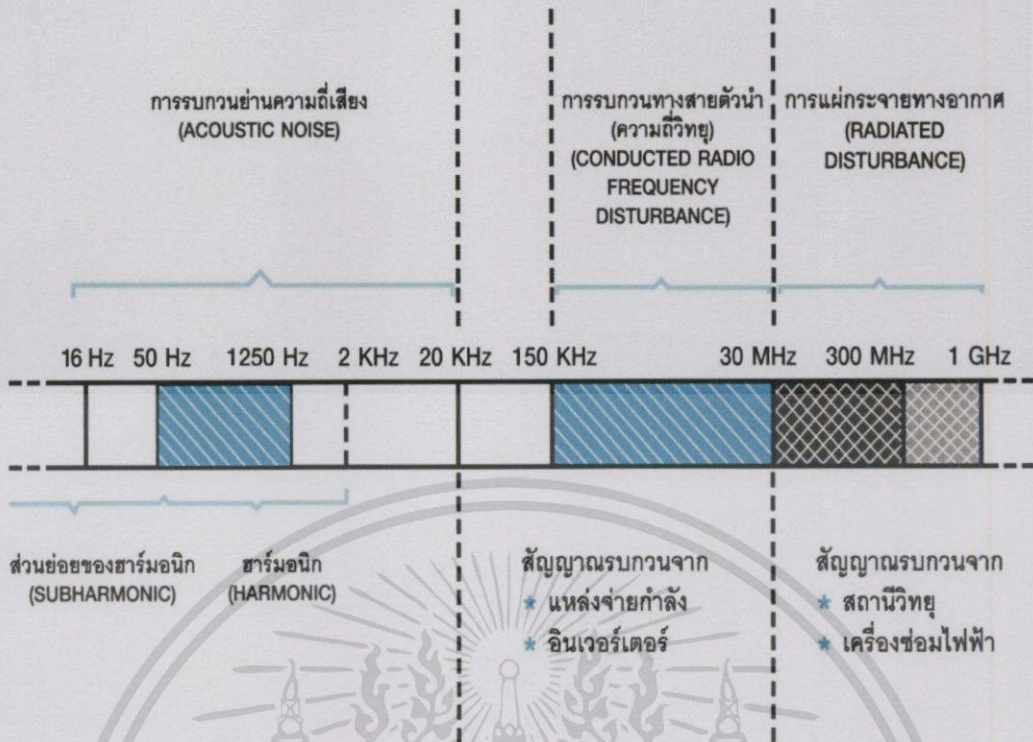 การรบกวนย่านความถี่เสียง
(ACOUSTIC NOISE)
การรบกวนทางสายตัวนำ
(ความถี่วิทยุ)
(CONDUCTED RADIO
FREQUENCY
DISTURBANCE)
การแผ่กระจายทางอากาศ
(RADIATED
DISTURBANCE)
16 Hz 50 Hz 1250 Hz 2 KHz 20 KHz 150 KHz 30 MHz 300 MHz 1 GHz
ส่วนย่อยของฮาร์มอนิก
(SUBHARMONIC)
ฮาร์มอนิก
(HARMONIC)
สัญญาณรบกวนจาก
* แหล่งจ่ายกำลัง
* อินเวอร์เตอร์
สัญญาณรบกวนจาก
* สถานีวิทยุ
* เครื่องซ่อมไฟฟ้า